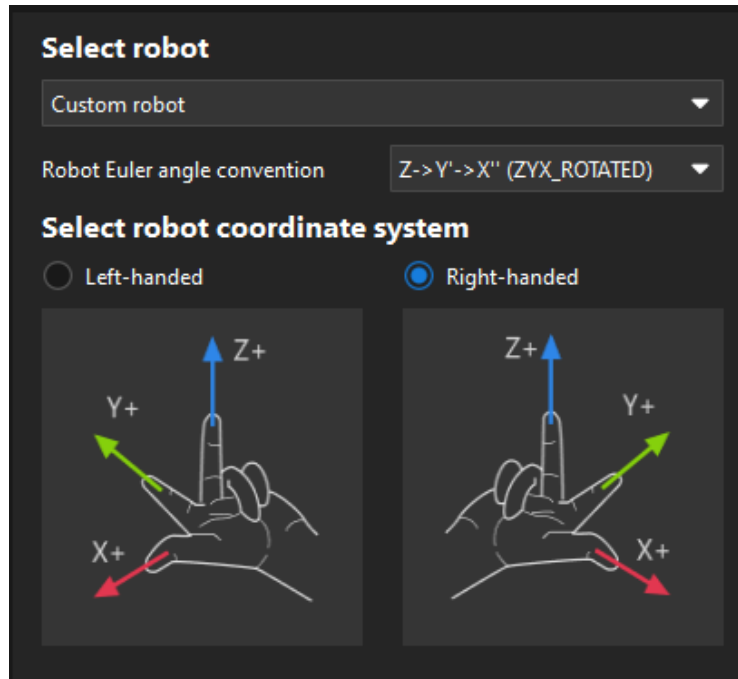 Select robot
Custom robot
Robot Euler angle convention Z->Y'->X'' (ZYX_ROTATED)
Select robot coordinate system
Left-handed Right-handed
Z+ Z+
Y+ Y+
X+ X+